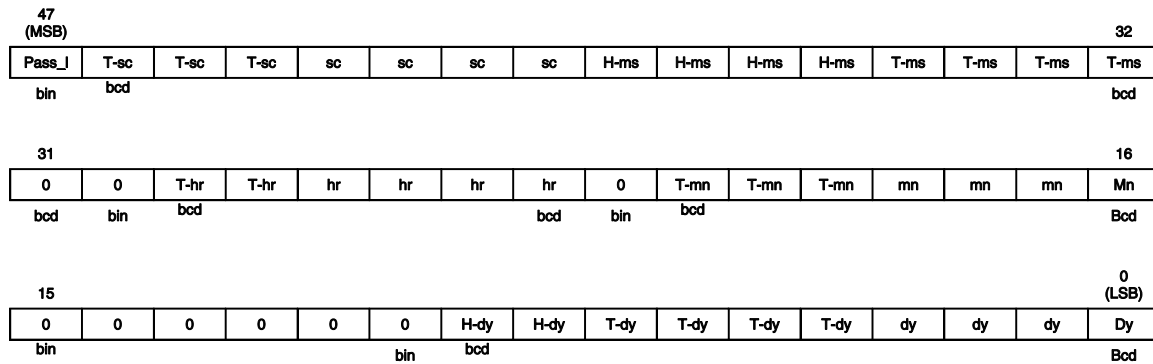 47
(MSB) 32
Pass_I T-sc T-sc T-sc sc sc sc sc H-ms H-ms H-ms H-ms T-ms T-ms T-ms T-ms
bin bcd bcd
31 16
0 0 T-hr T-hr hr hr hr hr 0 T-mn T-mn T-mn mn mn mn Mn
bcd bin bcd bcd bin bcd Bcd
0
15 (LSB)
0 0 0 0 0 0 H-dy H-dy T-dy T-dy T-dy T-dy dy dy dy Dy
bin bin bcd Bcd